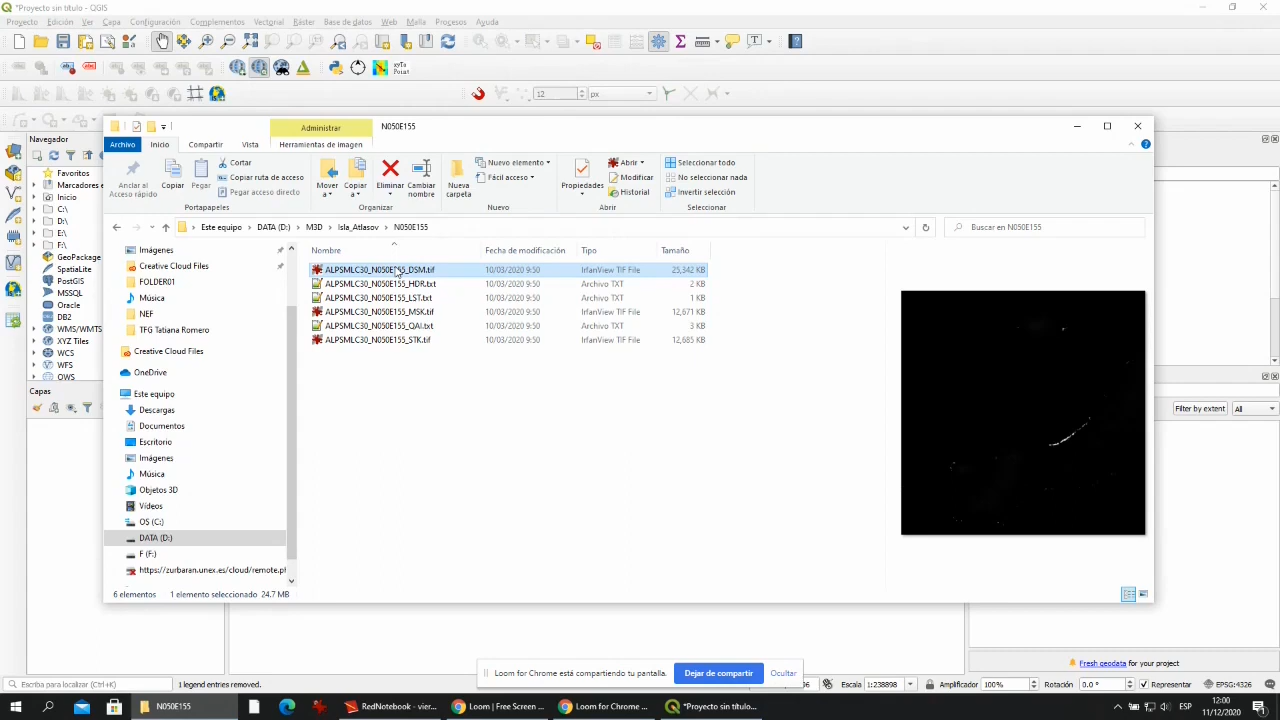 *Proyecto sin título - QGIS
Proyecto Edición Ver Capa Configuración Complementos Vectorial Ráster Base de datos Web Malla Procesos Ayuda
abc abc
xyTo Point
12 px
Navegador
Favoritos
Marcadores e
Inicio
C:\
D:\
E:\
F:\
GeoPackage
SpatiaLite
PostGIS
MSSQL
Oracle
DB2
WMS/WMTS
XYZ Tiles
WCS
WFS
OWS
Capas
Administrar N050E155
Archivo Inicio Compartir Vista Herramientas de imagen
Anclar al Acceso rápido
Copiar
Pegar
Cortar
Copiar ruta de acceso
Pegar acceso directo
Portapapeles
Mover a
Copiar a
Eliminar
Cambiar nombre
Organizar
Nueva carpeta
Nuevo elemento
Fácil acceso
Nuevo
Propiedades
Abrir
Modificar
Historial
Abrir
Seleccionar todo
No seleccionar nada
Invertir selección
Seleccionar
Este equipo > DATA (D:) > M3D > Isla_Atlasov > N050E155
Buscar en N050E155
Imágenes
Creative Cloud Files
FOLDER01
Música
NEF
TFG Tatiana Romero
Creative Cloud Files
OneDrive
Este equipo
Descargas
Documentos
Escritorio
Imágenes
Música
Objetos 3D
Vídeos
OS (C:)
DATA (D:)
F (F:)
https://zurbaran.unex.es/cloud/remote.ph
Nombre Fecha de modificación Tipo Tamaño
ALPSMLC30_N050E155_DSM.tif 10/03/2020 9:50 IrfanView TIF File 25,342 KB
ALPSMLC30_N050E155_HDR.txt 10/03/2020 9:50 Archivo TXT 2 KB
ALPSMLC30_N050E155_LST.txt 10/03/2020 9:50 Archivo TXT 1 KB
ALPSMLC30_N050E155_MSK.tif 10/03/2020 9:50 IrfanView TIF File 12,671 KB
ALPSMLC30_N050E155_QAI.txt 10/03/2020 9:50 Archivo TXT 3 KB
ALPSMLC30_N050E155_STK.tif 10/03/2020 9:50 IrfanView TIF File 12,685 KB
6 elementos 1 elemento seleccionado 24.7 MB
Filter by extent All
Fresh geodata for your project
Loom for Chrome está compartiendo tu pantalla. Dejar de compartir Ocultar
Escriba para localizar (Ctrl+K) 1 legend entries removed.
Escala 1:238898 Amplificador 100% Rotación 0.0 ° Representar EPSG:4326
N050E155
RedNotebook - vier...
Loom | Free Screen ...
Loom for Chrome ...
*Proyecto sin título...
ESP
12:00
11/12/2020